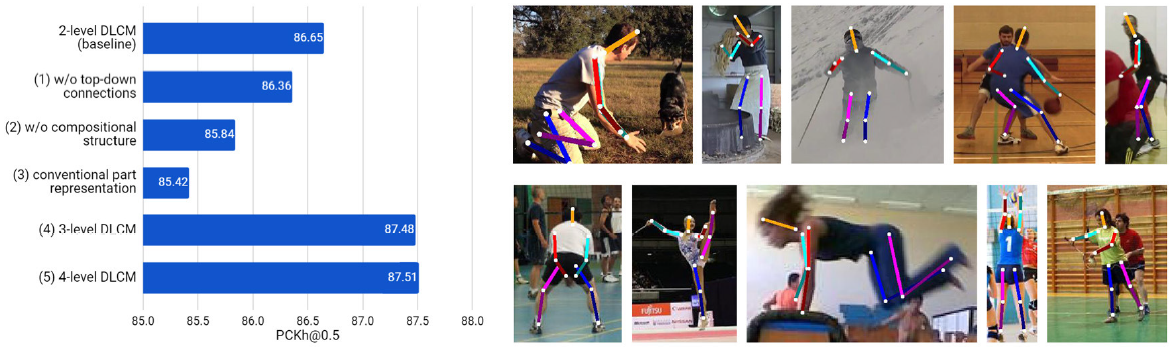 2-level DLCM
(baseline)
86.65
(1) w/o top-down
connections
86.36
(2) w/o compositional
structure
85.84
(3) conventional part
representation
85.42
(4) 3-level DLCM
87.48
(5) 4-level DLCM
87.51
85.0 85.5 86.0 86.5 87.0 87.5 88.0
PCKh@0.5
FUJITSU
1